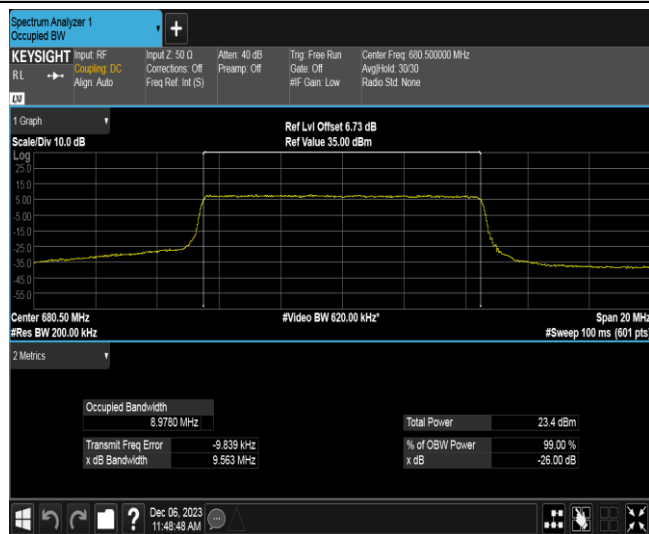 Spectrum Analyzer 1
Occupied BW
+
KEYSIGHT
RL
LXI
Input: RF
Coupling: DC
Align: Auto
Input Z: 50 Ω
Corrections: Off
Freq Ref: Int (S)
Atten: 40 dB
Preamp: Off
Trig: Free Run
Gate: Off
#IF Gain: Low
Center Freq: 680.500000 MHz
Avg|Hold: 30/30
Radio Std: None
1 Graph
Scale/Div 10.0 dB
Ref Lvl Offset 6.73 dB
Ref Value 35.00 dBm
Log
25.0
15.0
5.00
-5.00
-15.0
-25.0
-35.0
-45.0
-55.0
Center 680.50 MHz
#Video BW 620.00 kHz*
Span 20 MHz
#Res BW 200.00 kHz
#Sweep 100 ms (601 pts)
2 Metrics
Occupied Bandwidth
8.9780 MHz
Total Power 23.4 dBm
Transmit Freq Error -9.839 kHz
% of OBW Power 99.00 %
x dB Bandwidth 9.563 MHz
x dB -26.00 dB
?
Dec 06, 2023
11:48:48 AM